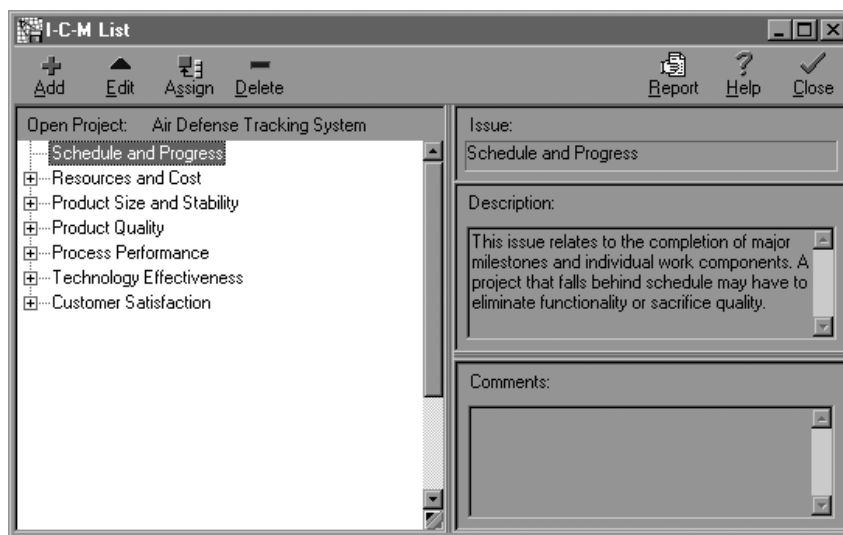 I-C-M List
Add Edit Assign Delete Report Help Close
Open Project: Air Defense Tracking System
Schedule and Progress
Resources and Cost
Product Size and Stability
Product Quality
Process Performance
Technology Effectiveness
Customer Satisfaction
Issue:
Schedule and Progress
Description:
This issue relates to the completion of major
milestones and individual work components. A
project that falls behind schedule may have to
eliminate functionality or sacrifice quality.
Comments: